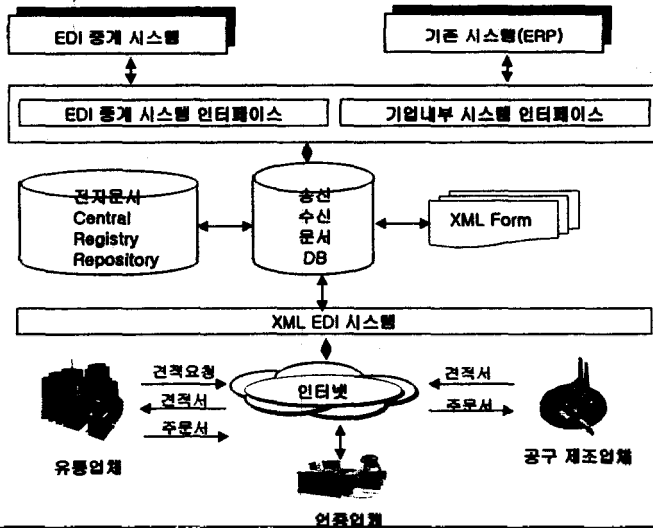 EDI 중계 시스템
기존 시스템(ERP)
EDI 중계 시스템 인터페이스
기업내부 시스템 인터페이스
전자문서
Central
Registry
Repository
송신
수신
문서
DB
XML Form
XML EDI 시스템
견적요청
견적서
주문서
인터넷
견적서
주문서
유통업체
공구 제조업체
인증업체